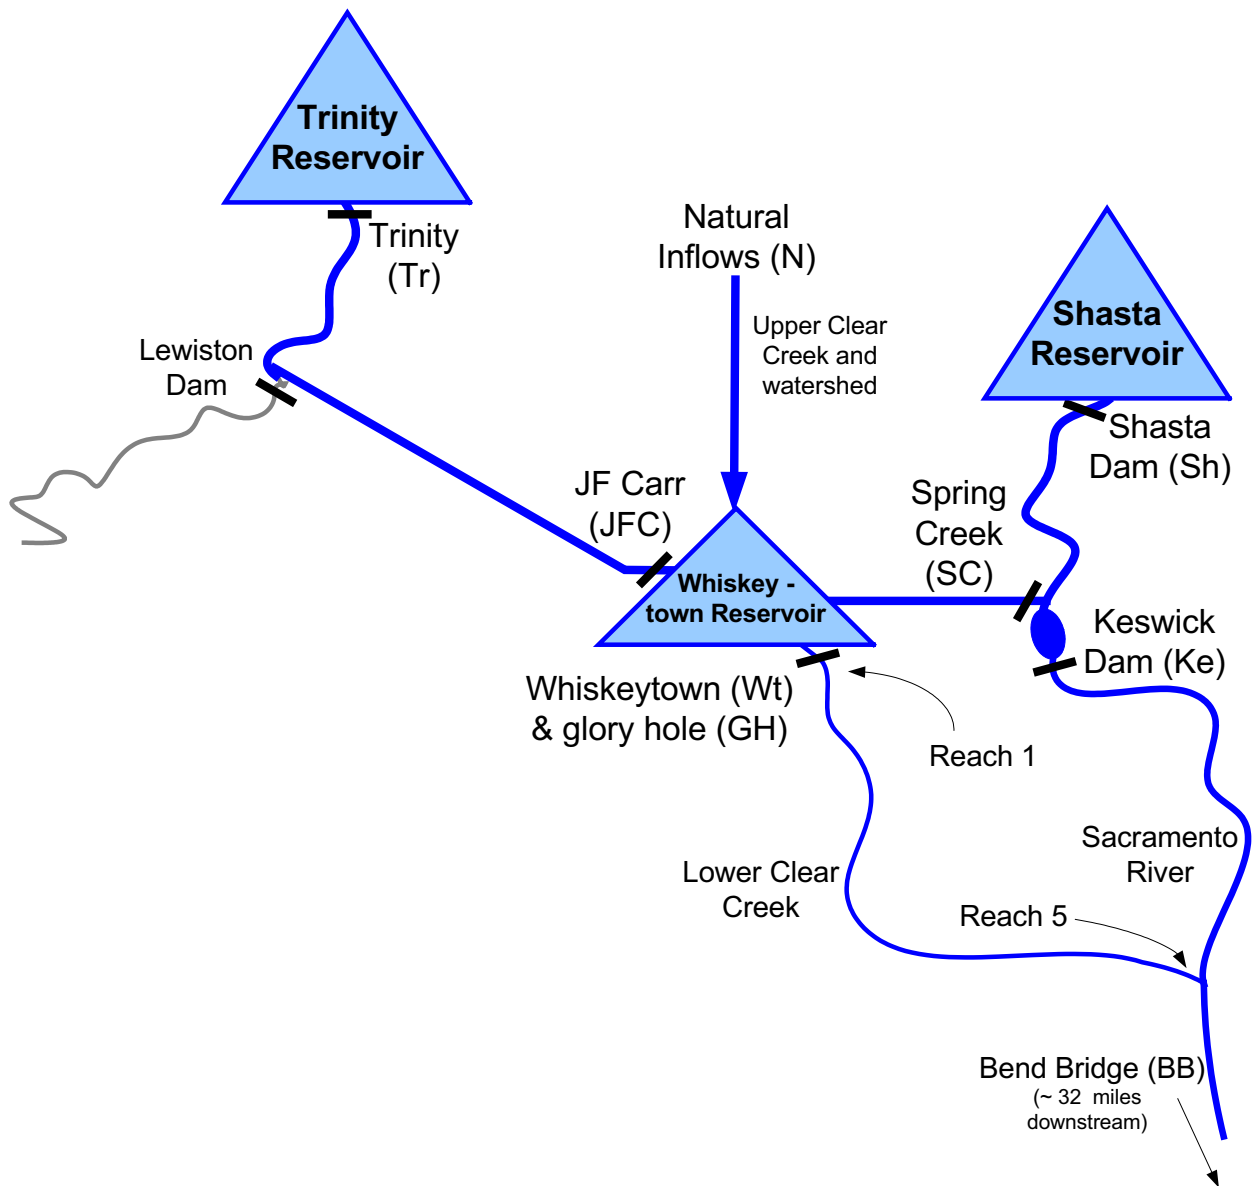 Trinity
Reservoir
Trinity
(Tr)
Natural
Inflows (N)
Upper Clear
Creek and
watershed
Shasta
Reservoir
Lewiston
Dam
Shasta
Dam (Sh)
JF Carr
(JFC)
Spring
Creek
(SC)
Whiskey -
town Reservoir
Keswick
Dam (Ke)
Whiskeytown (Wt)
& glory hole (GH)
Reach 1
Sacramento
River
Lower Clear
Creek
Reach 5
Bend Bridge (BB)
(~ 32 miles
downstream)